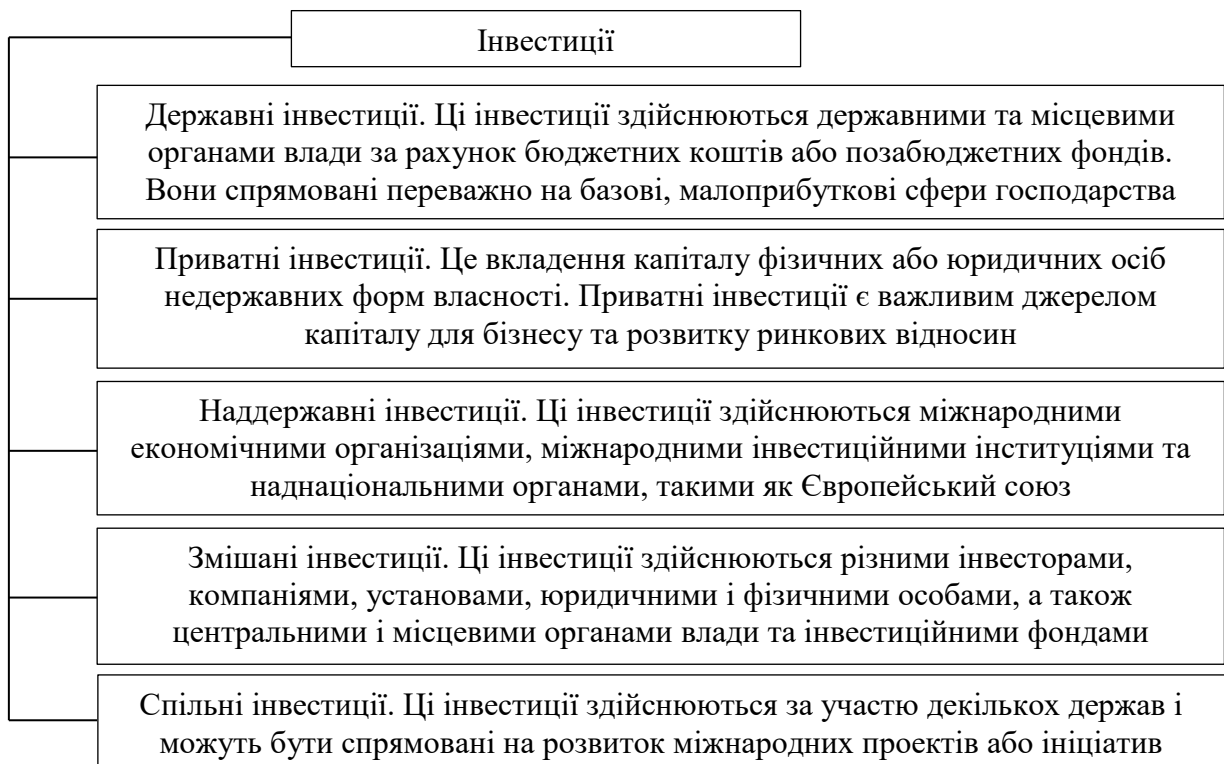 Інвестиції
Державні інвестиції. Ці інвестиції здійснюються державними та місцевими
органами влади за рахунок бюджетних коштів або позабюджетних фондів.
Вони спрямовані переважно на базові, малоприбуткові сфери господарства
Приватні інвестиції. Це вкладення капіталу фізичних або юридичних осіб
недержавних форм власності. Приватні інвестиції є важливим джерелом
капіталу для бізнесу та розвитку ринкових відносин
Наддержавні інвестиції. Ці інвестиції здійснюються міжнародними
економічними організаціями, міжнародними інвестиційними інституціями та
наднаціональними органами, такими як Європейський союз
Змішані інвестиції. Ці інвестиції здійснюються різними інвесторами,
компаніями, установами, юридичними і фізичними особами, а також
центральними і місцевими органами влади та інвестиційними фондами
Спільні інвестиції. Ці інвестиції здійснюються за участю декількох держав і
можуть бути спрямовані на розвиток міжнародних проектів або ініціатив